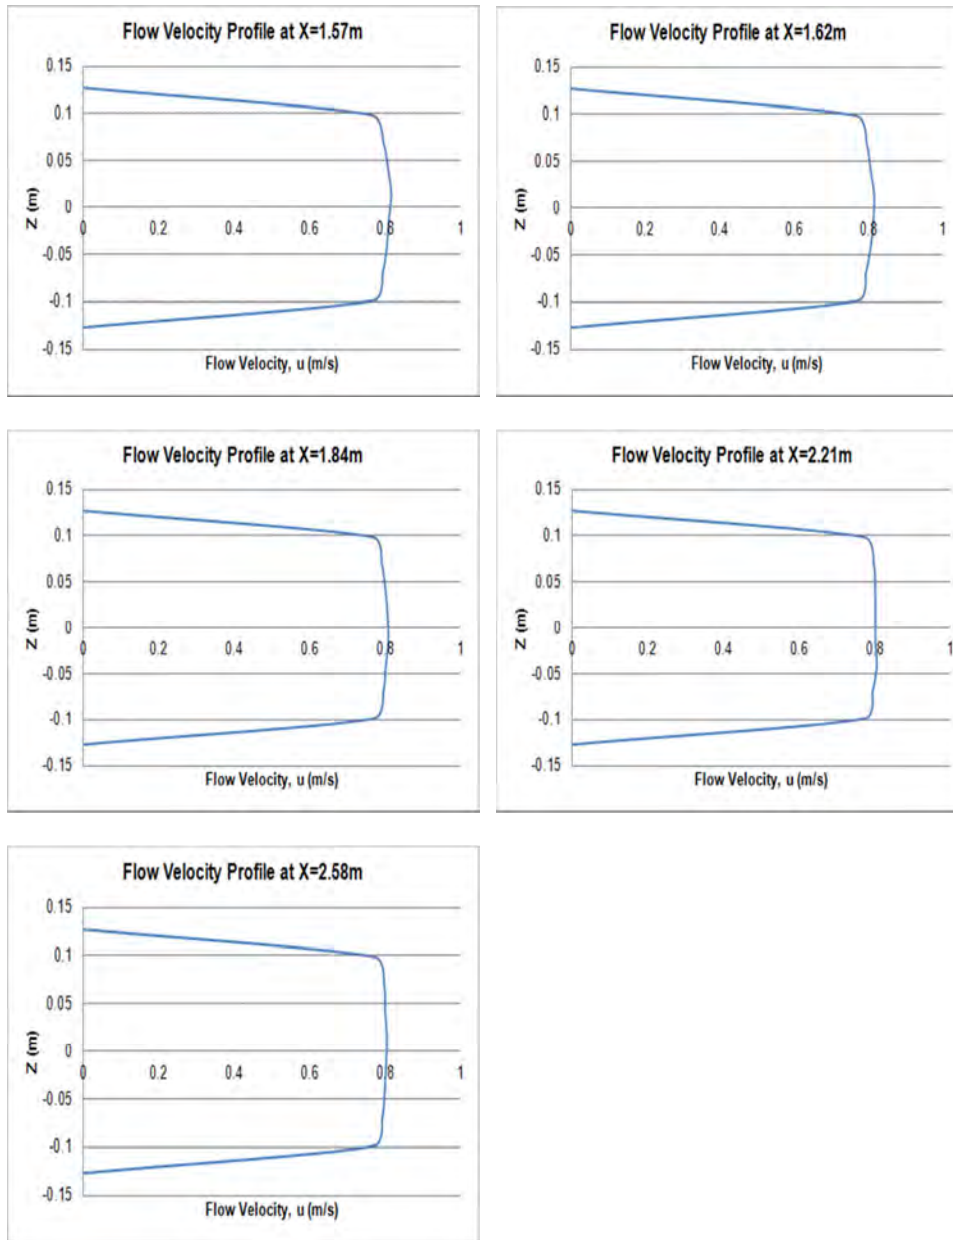 Flow Velocity Profile at X=1.57m
0.15
0.1
0.05
0
-0.05
-0.1
-0.15
0 0.2 0.4 0.6 0.8 1
Z (m)
Flow Velocity, u (m/s)
Flow Velocity Profile at X=1.62m
0.15
0.1
0.05
0
-0.05
-0.1
-0.15
0 0.2 0.4 0.6 0.8 1
Z (m)
Flow Velocity, u (m/s)
Flow Velocity Profile at X=1.84m
0.15
0.1
0.05
0
-0.05
-0.1
-0.15
0 0.2 0.4 0.6 0.8 1
Z (m)
Flow Velocity, u (m/s)
Flow Velocity Profile at X=2.21m
0.15
0.1
0.05
0
-0.05
-0.1
-0.15
0 0.2 0.4 0.6 0.8 1
Z (m)
Flow Velocity, u (m/s)
Flow Velocity Profile at X=2.58m
0.15
0.1
0.05
0
-0.05
-0.1
-0.15
0 0.2 0.4 0.6 0.8 1
Z (m)
Flow Velocity, u (m/s)